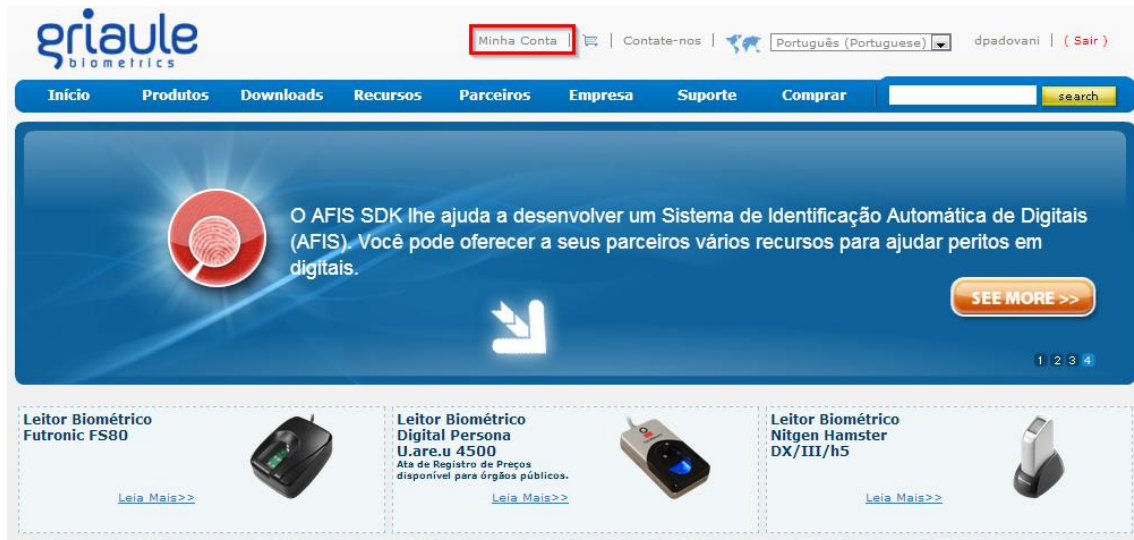 griaule
biometrics
Minha Conta | | Contate-nos | Português (Portuguese) dpadovani | ( Sair )
Início Produtos Downloads Recursos Parceiros Empresa Suporte Comprar search
O AFIS SDK lhe ajuda a desenvolver um Sistema de Identificação Automática de Digitais
(AFIS). Você pode oferecer a seus parceiros vários recursos para ajudar peritos em
digitais.
SEE MORE >>
1 2 3 4
Leitor Biométrico
Futronic FS80
Leia Mais>>
Leitor Biométrico
Digital Persona
U.are.u 4500
Ata de Registro de Preços
disponível para órgãos públicos.
Leia Mais>>
Leitor Biométrico
Nitgen Hamster
DX/III/h5
Leia Mais>>